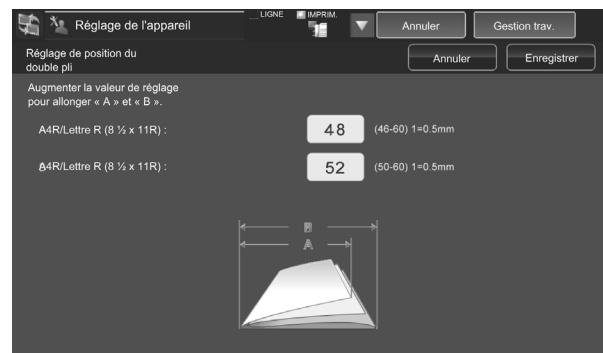 Réglage de l'appareil
LIGNE
IMPRIM.
Annuler
Gestion trav.
Réglage de position du
double pli
Annuler
Enregistrer
Augmenter la valeur de réglage
pour allonger « A » et « B ».
A4R/Lettre R (8 ½ x 11R) :
48
(46-60) 1=0.5mm
A4R/Lettre R (8 ½ x 11R) :
52
(50-60) 1=0.5mm
B
A